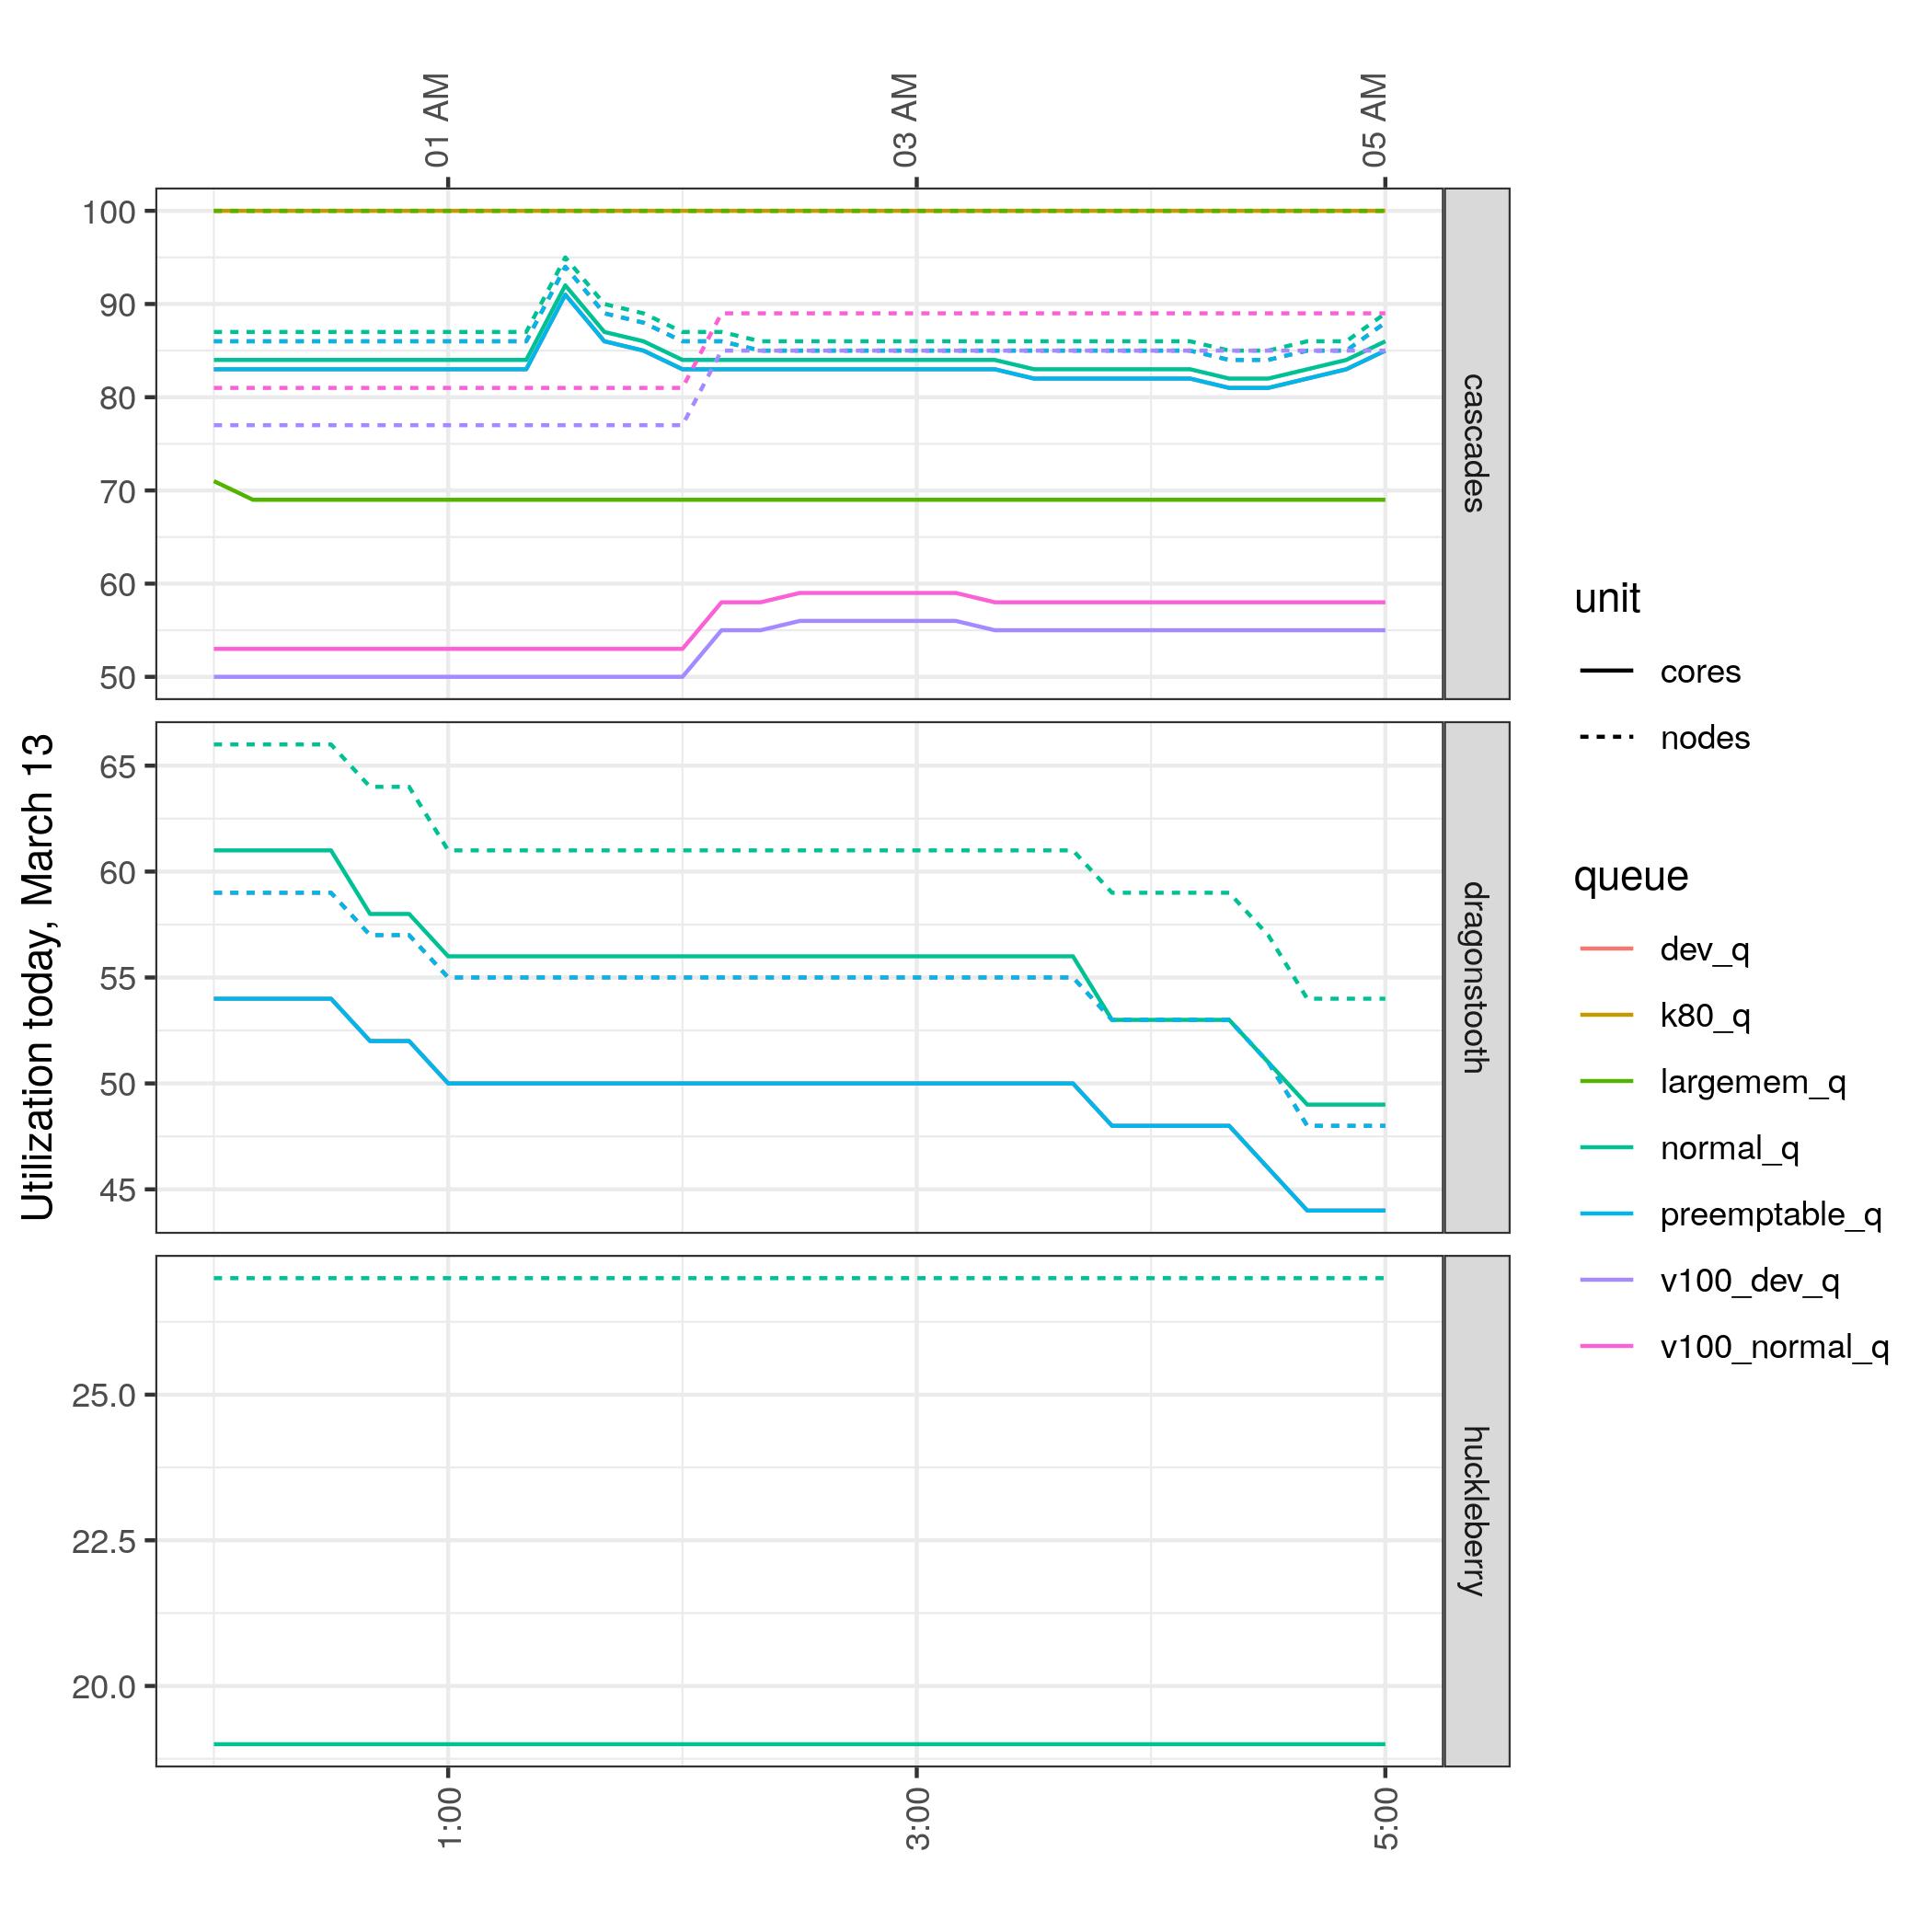 01 AM
03 AM
05 AM
Utilization today, March 13
100
90
80
70
60
50
cascades
65
60
55
50
45
dragonstooth
25.0
22.5
20.0
huckleberry
1:00
3:00
5:00
unit
cores
nodes
queue
dev_q
k80_q
largemem_q
normal_q
preemptable_q
v100_dev_q
v100_normal_q